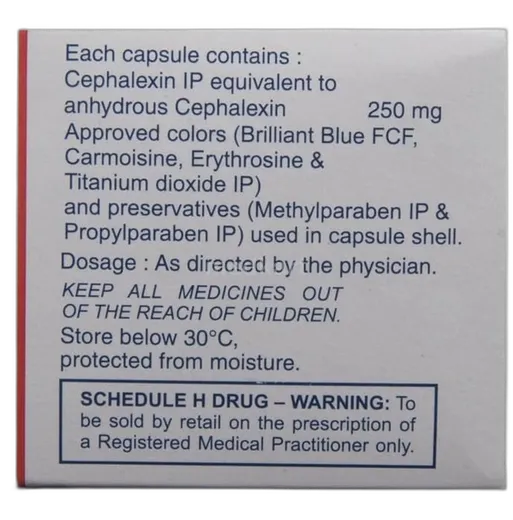 Each capsule contains :
Cephalexin IP equivalent to
anhydrous Cephalexin 250 mg
Approved colors (Brilliant Blue FCF,
Carmoisine, Erythrosine &
Titanium dioxide IP)
and preservatives (Methylparaben IP &
Propylparaben IP) used in capsule shell.
Dosage : As directed by the physician.
KEEP ALL MEDICINES OUT
OF THE REACH OF CHILDREN.
Store below 30°C,
protected from moisture.
SCHEDULE H DRUG – WARNING: To
be sold by retail on the prescription of
a Registered Medical Practitioner only.